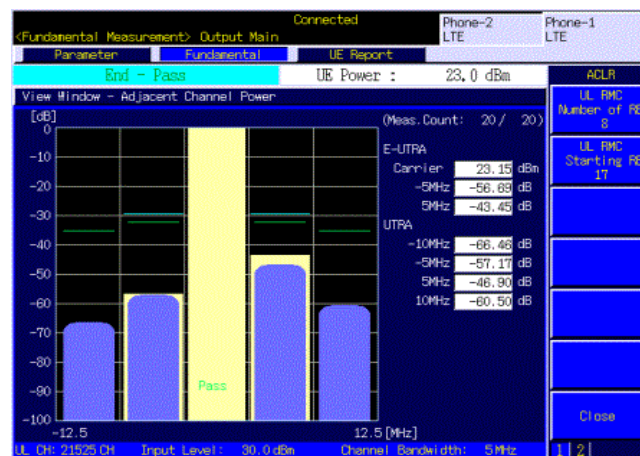 Connected
Phone-2
LTE
Phone-1
LTE
<Fundamental Measurement> Output Main
Parameter
Fundamental
UE Report
End - Pass
UE Power : 23.0 dBm
ACLR
View Window - Adjacent Channel Power
UL RMC
Number of RB
8
[dB]
(Meas.Count: 20/ 20)
0
-10
-20
-30
-40
-50
-60
-70
-80
-90
-100
E-UTRA
Carrier 23.15 dBm
-5MHz -56.69 dB
5MHz -43.45 dB
UTRA
-10MHz -66.46 dB
-5MHz -57.17 dB
5MHz -46.90 dB
10MHz -60.50 dB
UL RMC
Starting RB
17
Pass
-12.5
12.5 [MHz]
Close
UL CH: 21525 CH Input Level: 30.0 dBm Channel Bandwidth: 5 MHz
1 2